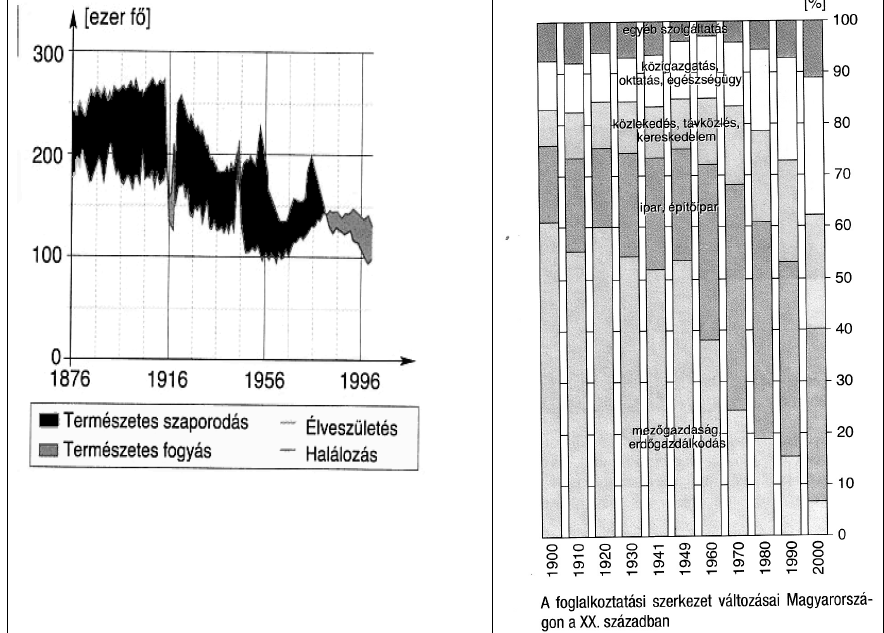 [ezer fő]
300
200
100
0
1876
1916
1956
1996
Természetes szaporodás
Élveszületés
Természetes fogyás
Halálozás
[%]
100
90
80
70
60
50
40
30
20
10
0
egyéb szolgáltatás
közigazgatás,
oktatás, egészségügy
közlekedés, távközlés,
kereskedelem
ipar, építőipar
mezőgazdaság
erdőgazdálkodás
1900
1910
1920
1930
1941
1949
1960
1970
1980
1990
2000
A foglalkoztatási szerkezet változásai Magyarorszá-
gon a XX. században